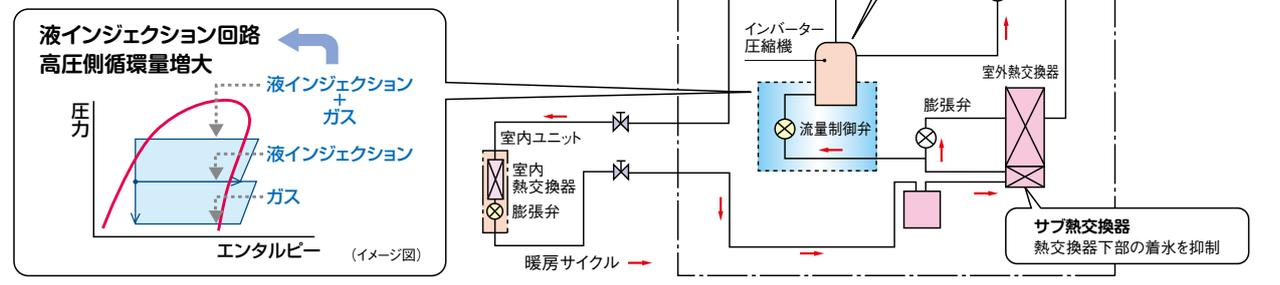 液インジェクション回路
高圧側循環量増大
液インジェクション
+
ガス
圧力
液インジェクション
ガス
エンタルピー
(イメージ図)
室内ユニット
室内
熱交換器
膨張弁
暖房サイクル
インバーター
圧縮機
流量制御弁
膨張弁
室外熱交換器
サブ熱交換器
熱交換器下部の着氷を抑制